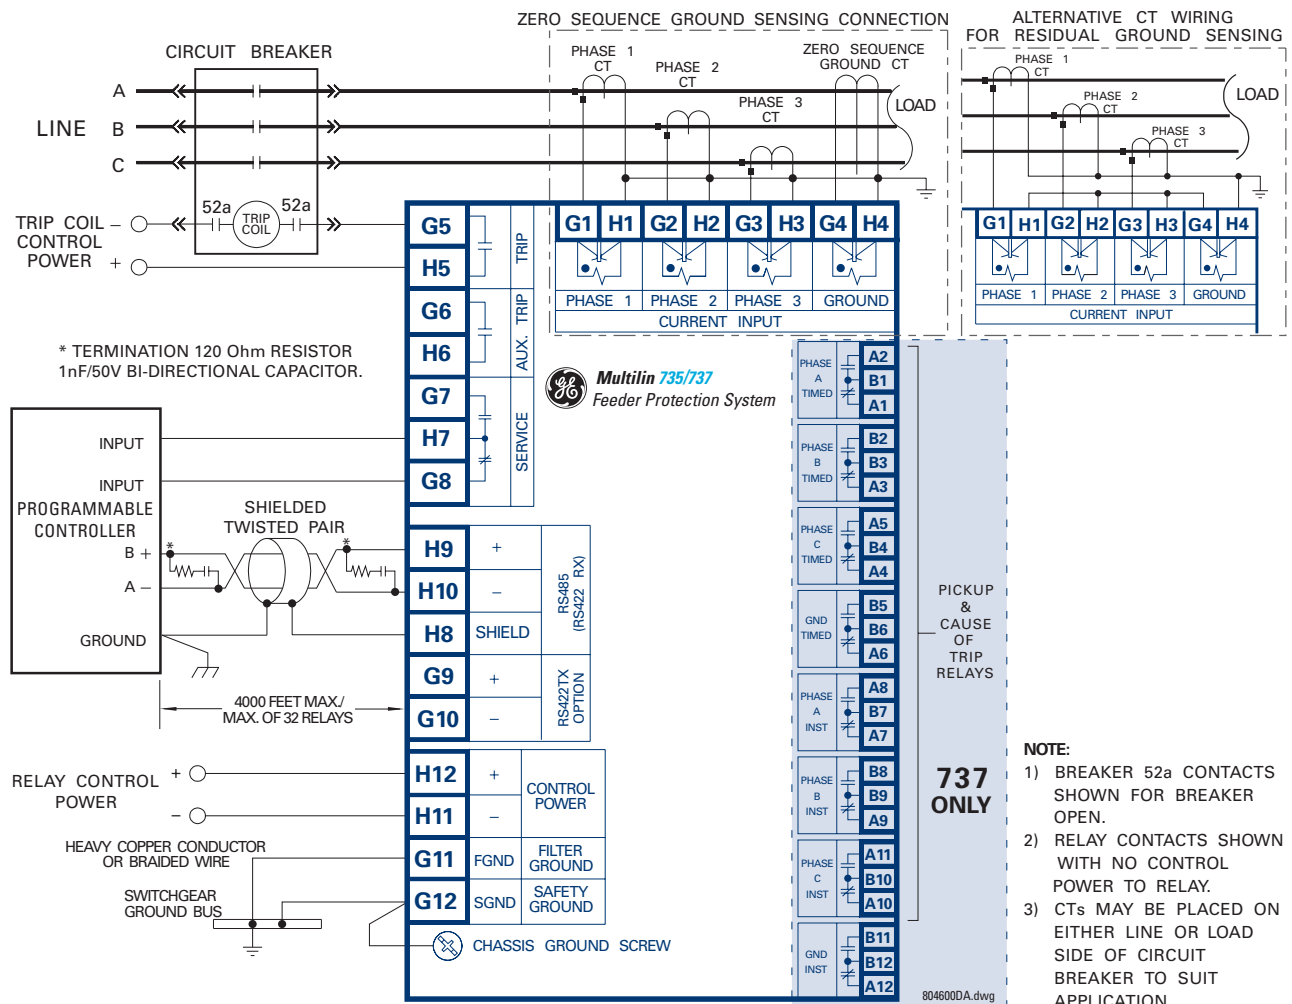 ZERO SEQUENCE GROUND SENSING CONNECTION
ALTERNATIVE CT WIRING
FOR RESIDUAL GROUND SENSING
CIRCUIT BREAKER
PHASE 1
CT
PHASE 2
CT
PHASE 3
CT
ZERO SEQUENCE
GROUND CT
LOAD
PHASE 1
CT
PHASE 2
CT
PHASE 3
CT
LOAD
LINE
A
B
C
52a
TRIP
COIL
52a
TRIP COIL –
CONTROL
POWER +
G5
H5
TRIP
G6
H6
AUX. TRIP
G7
H7
G8
SERVICE
G1 H1 G2 H2 G3 H3 G4 H4
PHASE 1 PHASE 2 PHASE 3 GROUND
CURRENT INPUT
G1 H1 G2 H2 G3 H3 G4 H4
PHASE 1 PHASE 2 PHASE 3 GROUND
CURRENT INPUT
* TERMINATION 120 Ohm RESISTOR
1nF/50V BI-DIRECTIONAL CAPACITOR.
GE
Multilin 735/737
Feeder Protection System
INPUT
INPUT
PROGRAMMABLE
CONTROLLER
B +
A –
GROUND
SHIELDED
TWISTED PAIR
*
*
4000 FEET MAX./
MAX. OF 32 RELAYS
H9 +
H10 –
H8 SHIELD
RS485
(RS422 RX)
G9 +
G10 –
RS422TX
OPTION
RELAY CONTROL
POWER
+
–
H12 +
H11 –
CONTROL
POWER
G11 FGND FILTER
GROUND
G12 SGND SAFETY
GROUND
HEAVY COPPER CONDUCTOR
OR BRAIDED WIRE
SWITCHGEAR
GROUND BUS
CHASSIS GROUND SCREW
PHASE
A
TIMED
A2
B1
A1
PHASE
B
TIMED
B2
B3
A3
PHASE
C
TIMED
A5
B4
A4
GND
TIMED
B5
B6
A6
PHASE
A
INST
A8
B7
A7
PHASE
B
INST
B8
B9
A9
PHASE
C
INST
A11
B10
A10
GND
INST
B11
B12
A12
PICKUP
&
CAUSE
OF
TRIP
RELAYS
737
ONLY
804600DA.dwg
NOTE:
1) BREAKER 52a CONTACTS
SHOWN FOR BREAKER
OPEN.
2) RELAY CONTACTS SHOWN
WITH NO CONTROL
POWER TO RELAY.
3) CTs MAY BE PLACED ON
EITHER LINE OR LOAD
SIDE OF CIRCUIT
BREAKER TO SUIT
APPLICATION